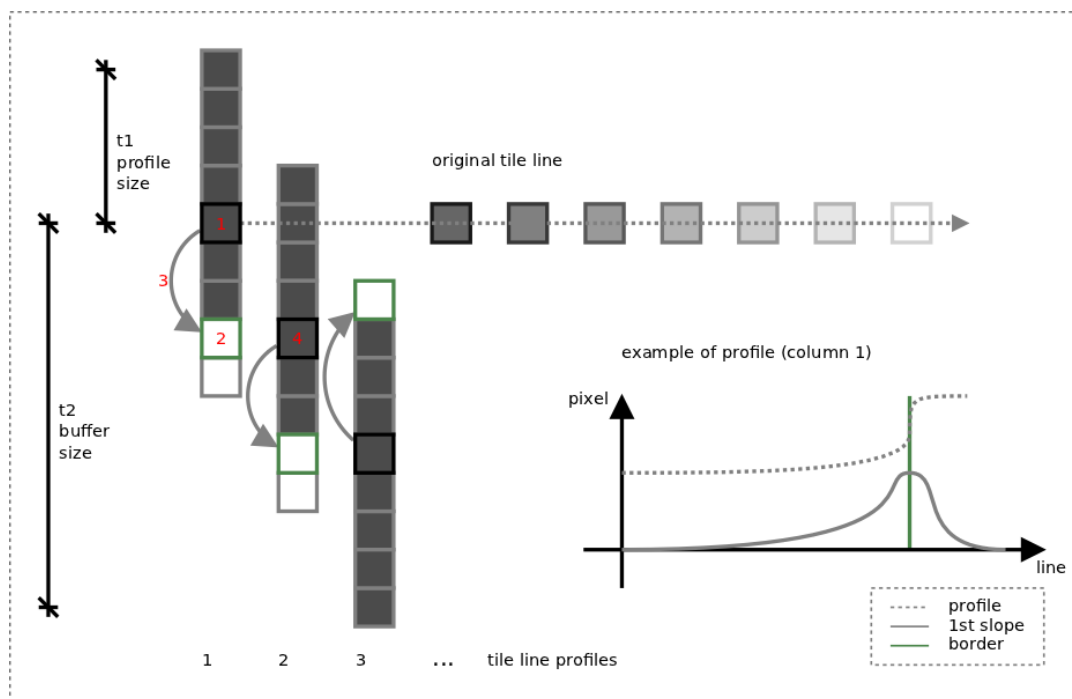 t1
profile
size
original tile line
1
3
2
4
example of profile (column 1)
pixel
t2
buffer
size
line
profile
1st slope
border
1 2 3 ... tile line profiles